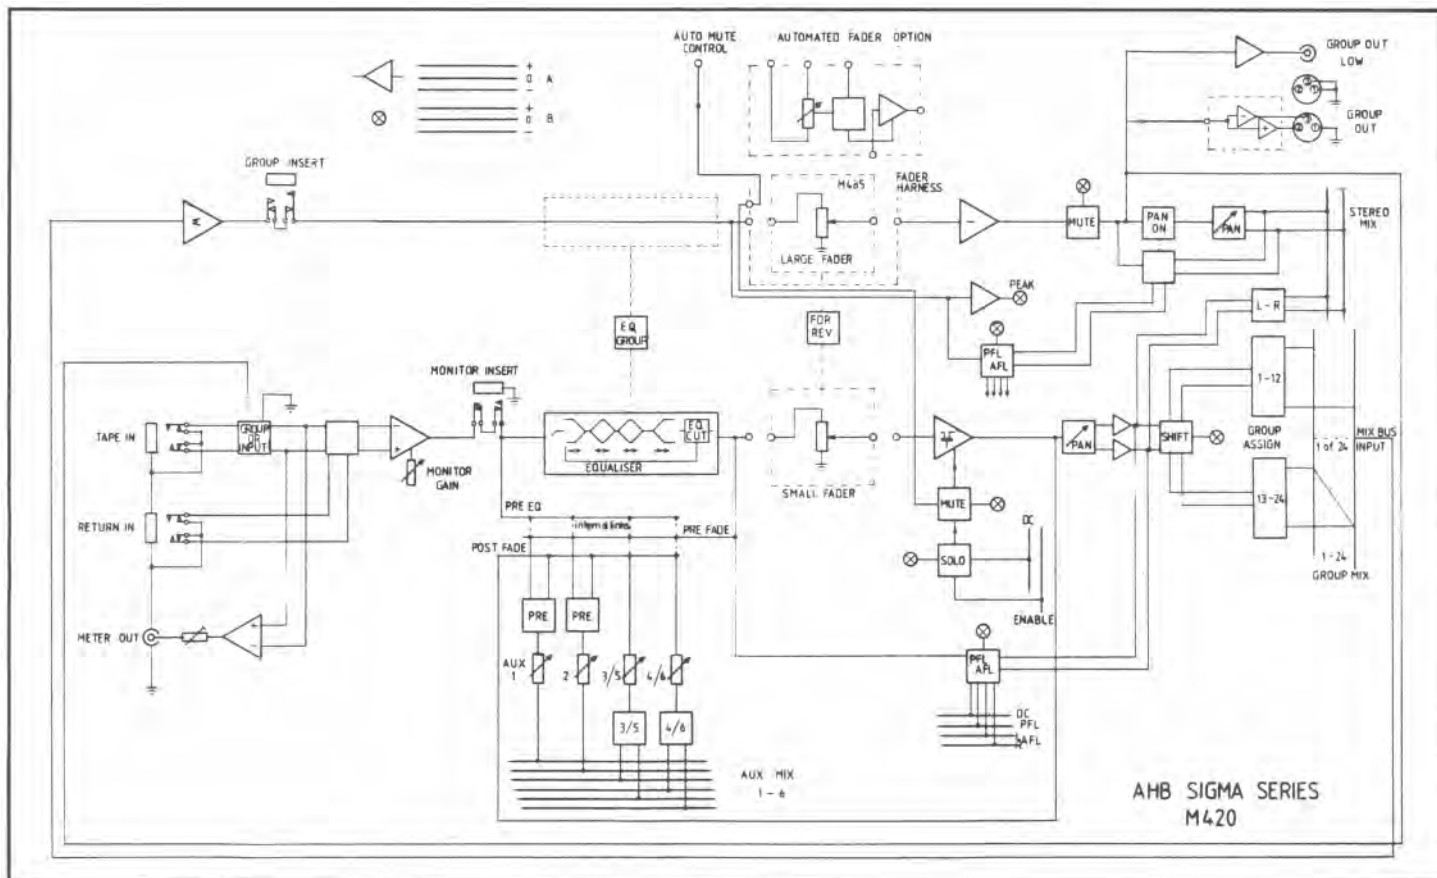 AUTO MUTE
CONTROL
AUTOMATED FADER OPTION
GROUP OUT
LOW
+
0 A
-
+
0 B
-
GROUP
OUT
GROUP INSERT
M485
FADER
HARNESS
LARGE FADER
MUTE
PAN
ON
PAN
STEREO
MIX
PEAK
L-R
EQ
GROUP
FOR
REV
PFL
AFL
MONITOR INSERT
1-12
TAPE IN
GROUP
OR
INPUT
MONITOR
GAIN
EQ
CUT
EQUALISER
SMALL FADER
PAN
SHIFT
GROUP
ASSIGN
1 of 24
MIX BUS
INPUT
13-24
RETURN IN
PRE EQ
internal links
PRE FADE
POST FADE
MUTE
DC
SOLO
ENABLE
1-24
GROUP MIX
METER OUT
PRE
PRE
AUX
1
2
3/5
4/6
PFL
AFL
3/5
4/6
DC
PFL
AFL
AUX MIX
1-6
AHB SIGMA SERIES
M420